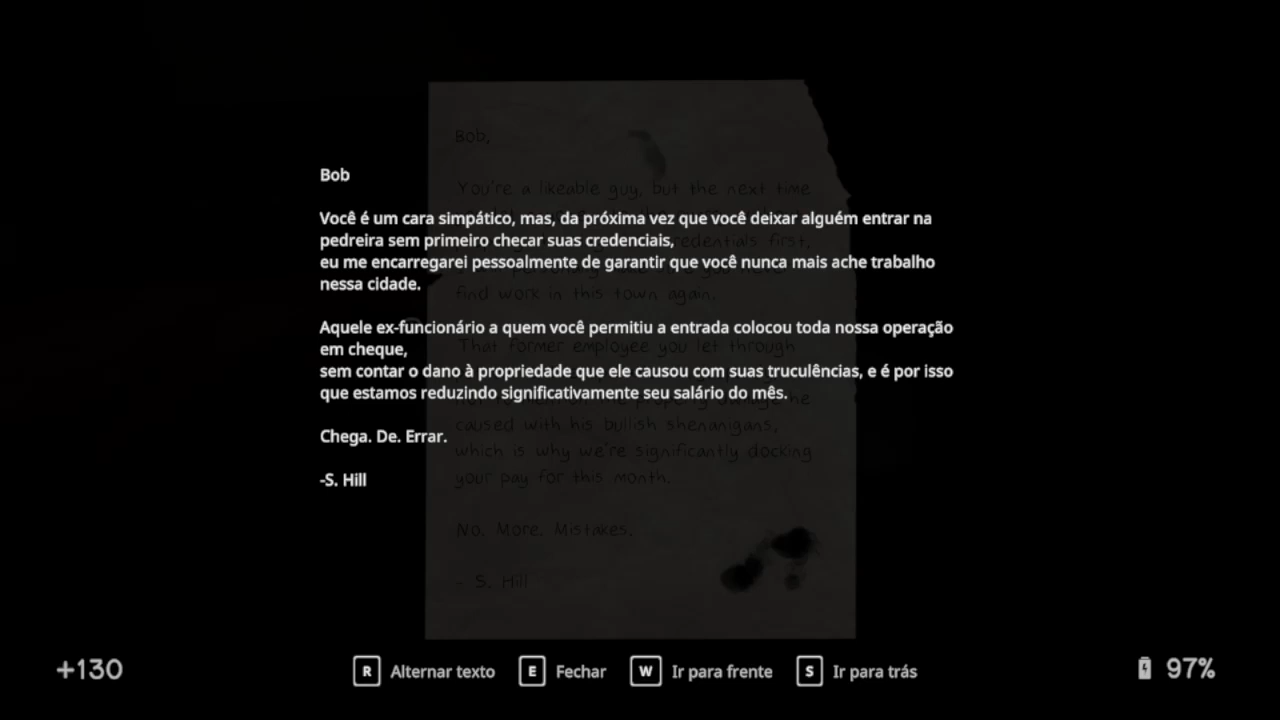 Bob
Você é um cara simpático, mas, da próxima vez que você deixar alguém entrar na
pedreira sem primeiro checar suas credenciais,
eu me encarregarei pessoalmente de garantir que você nunca mais ache trabalho
nessa cidade.
Aquele ex-funcionário a quem você permitiu a entrada colocou toda nossa operação
em cheque,
sem contar o dano à propriedade que ele causou com suas truculências, e é por isso
que estamos reduzindo significativamente seu salário do mês.
Chega. De. Errar.
-S. Hill
Bob,
You're a likeable guy, but the next time
credentials first,
find work in this town again.
That former employee you let through
property damage he
caused with his bullish shenanigans,
which is why we're significantly docking
your pay for this month.
No. More. Mistakes.
- S. Hill
+130
R Alternar texto E Fechar W Ir para frente S Ir para trás
97%